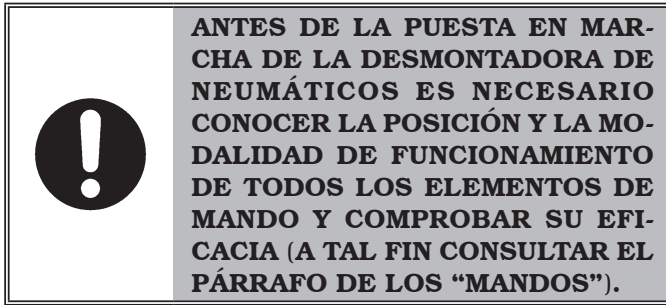 ANTES DE LA PUESTA EN MAR-
CHA DE LA DESMONTADORA DE
NEUMÁTICOS ES NECESARIO
CONOCER LA POSICIÓN Y LA MO-
DALIDAD DE FUNCIONAMIENTO
DE TODOS LOS ELEMENTOS DE
MANDO Y COMPROBAR SU EFI-
CACIA (A TAL FIN CONSULTAR EL
PÁRRAFO DE LOS “MANDOS”).